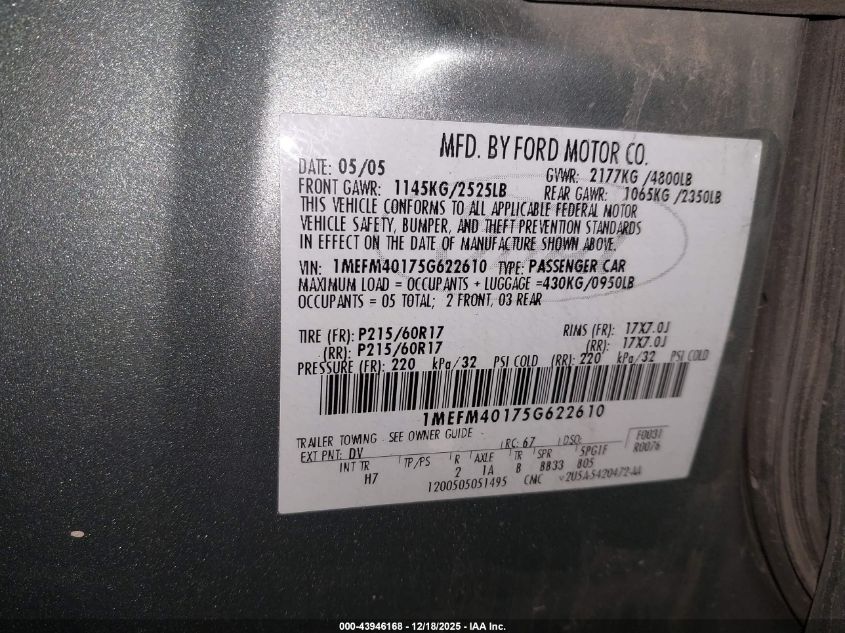 MFD. BY FORD MOTOR CO.
DATE: 05/05 GVWR: 2177KG /4800LB
FRONT GAWR: 1145KG/2525LB REAR GAWR: 1065KG /2350LB
THIS VEHICLE CONFORMS TO ALL APPLICABLE FEDERAL MOTOR
VEHICLE SAFETY, BUMPER, AND THEFT PREVENTION STANDARDS
IN EFFECT ON THE DATE OF MANUFACTURE SHOWN ABOVE.
VIN: 1MEFM40175G622610 TYPE: PASSENGER CAR
MAXIMUM LOAD = OCCUPANTS + LUGGAGE =430KG/0950LB
OCCUPANTS = 05 TOTAL; 2 FRONT, 03 REAR
TIRE (FR): P215/60R17 RIMS (FR): 17X7.0J
(RR): P215/60R17 (RR): 17X7.0J
PRESSURE (FR): 220 kPa/32 PSI COLD (RR): 220 kPa/32 PSI COLD
1MEFM40175G622610
TRAILER TOWING - SEE OWNER GUIDE
EXT PNT: DV RC: 67 DSO: F0031
R0076
INT TR TP/PS R AXLE TR SPR 5PG1F
H7 2 1A B 8833 805
1200505051495 CMC v2U5A-5420472-AA
000-43946168 - 12/18/2025 - IAA Inc.